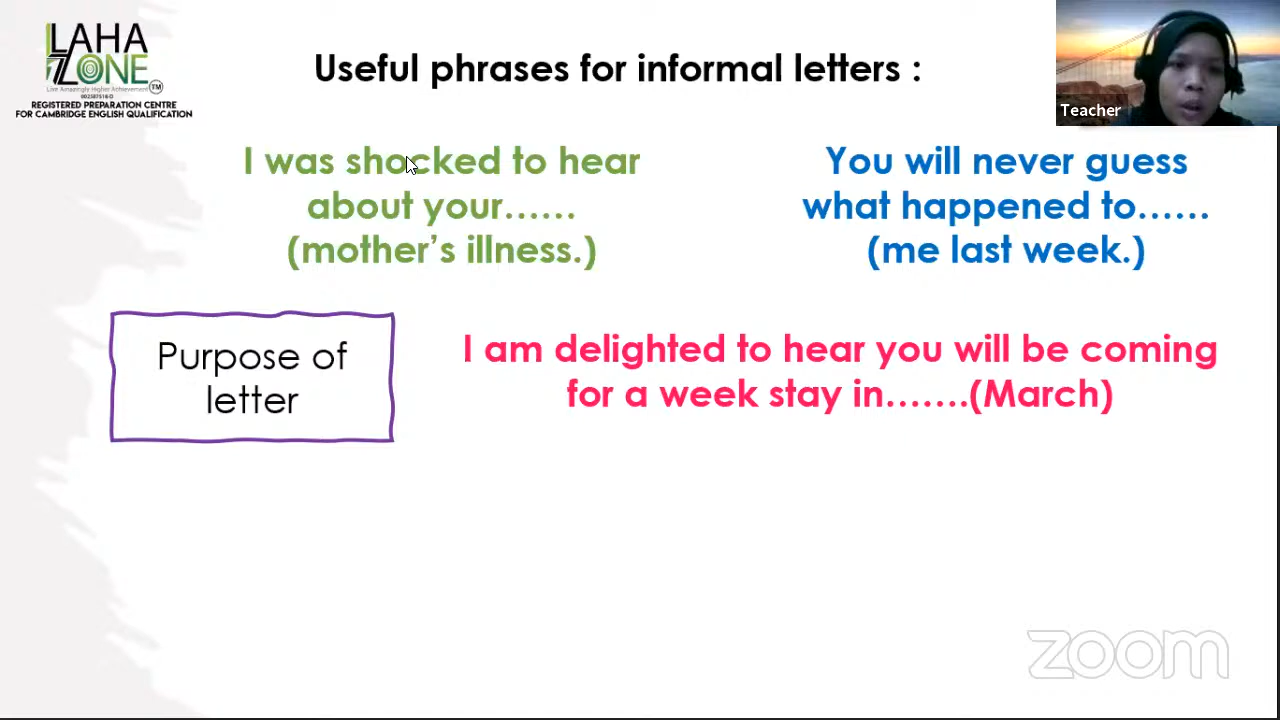 LAHA
ZONE
Live Amazingly Higher Achievement
TM
REGISTERED PREPARATION CENTRE
FOR CAMBRIDGE ENGLISH QUALIFICATION
Useful phrases for informal letters :
Teacher
I was shocked to hear
about your……
(mother’s illness.)
You will never guess
what happened to……
(me last week.)
Purpose of
letter
I am delighted to hear you will be coming
for a week stay in…….(March)
zoom